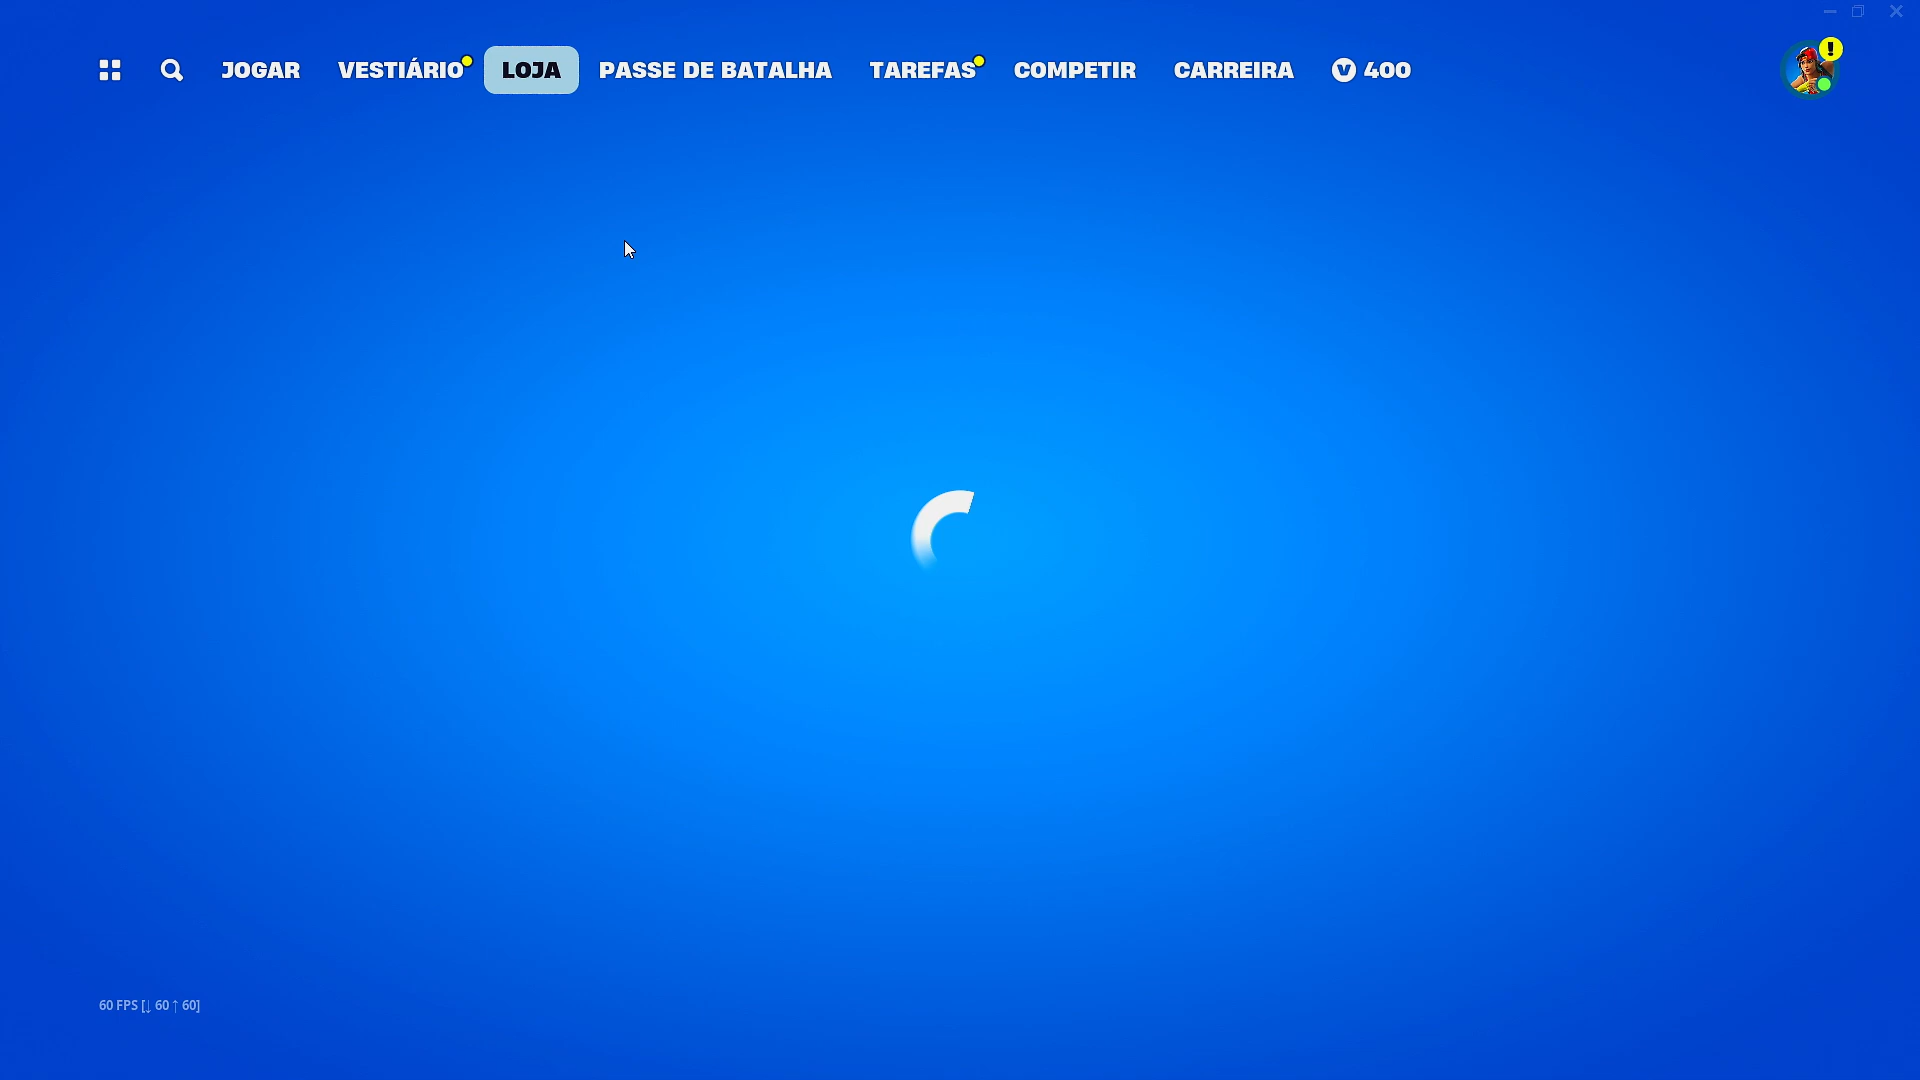 JOGAR VESTIÁRIO LOJA PASSE DE BATALHA TAREFAS COMPETIR CARREIRA V 400 !
60 FPS [↓ 60 ↑ 60]